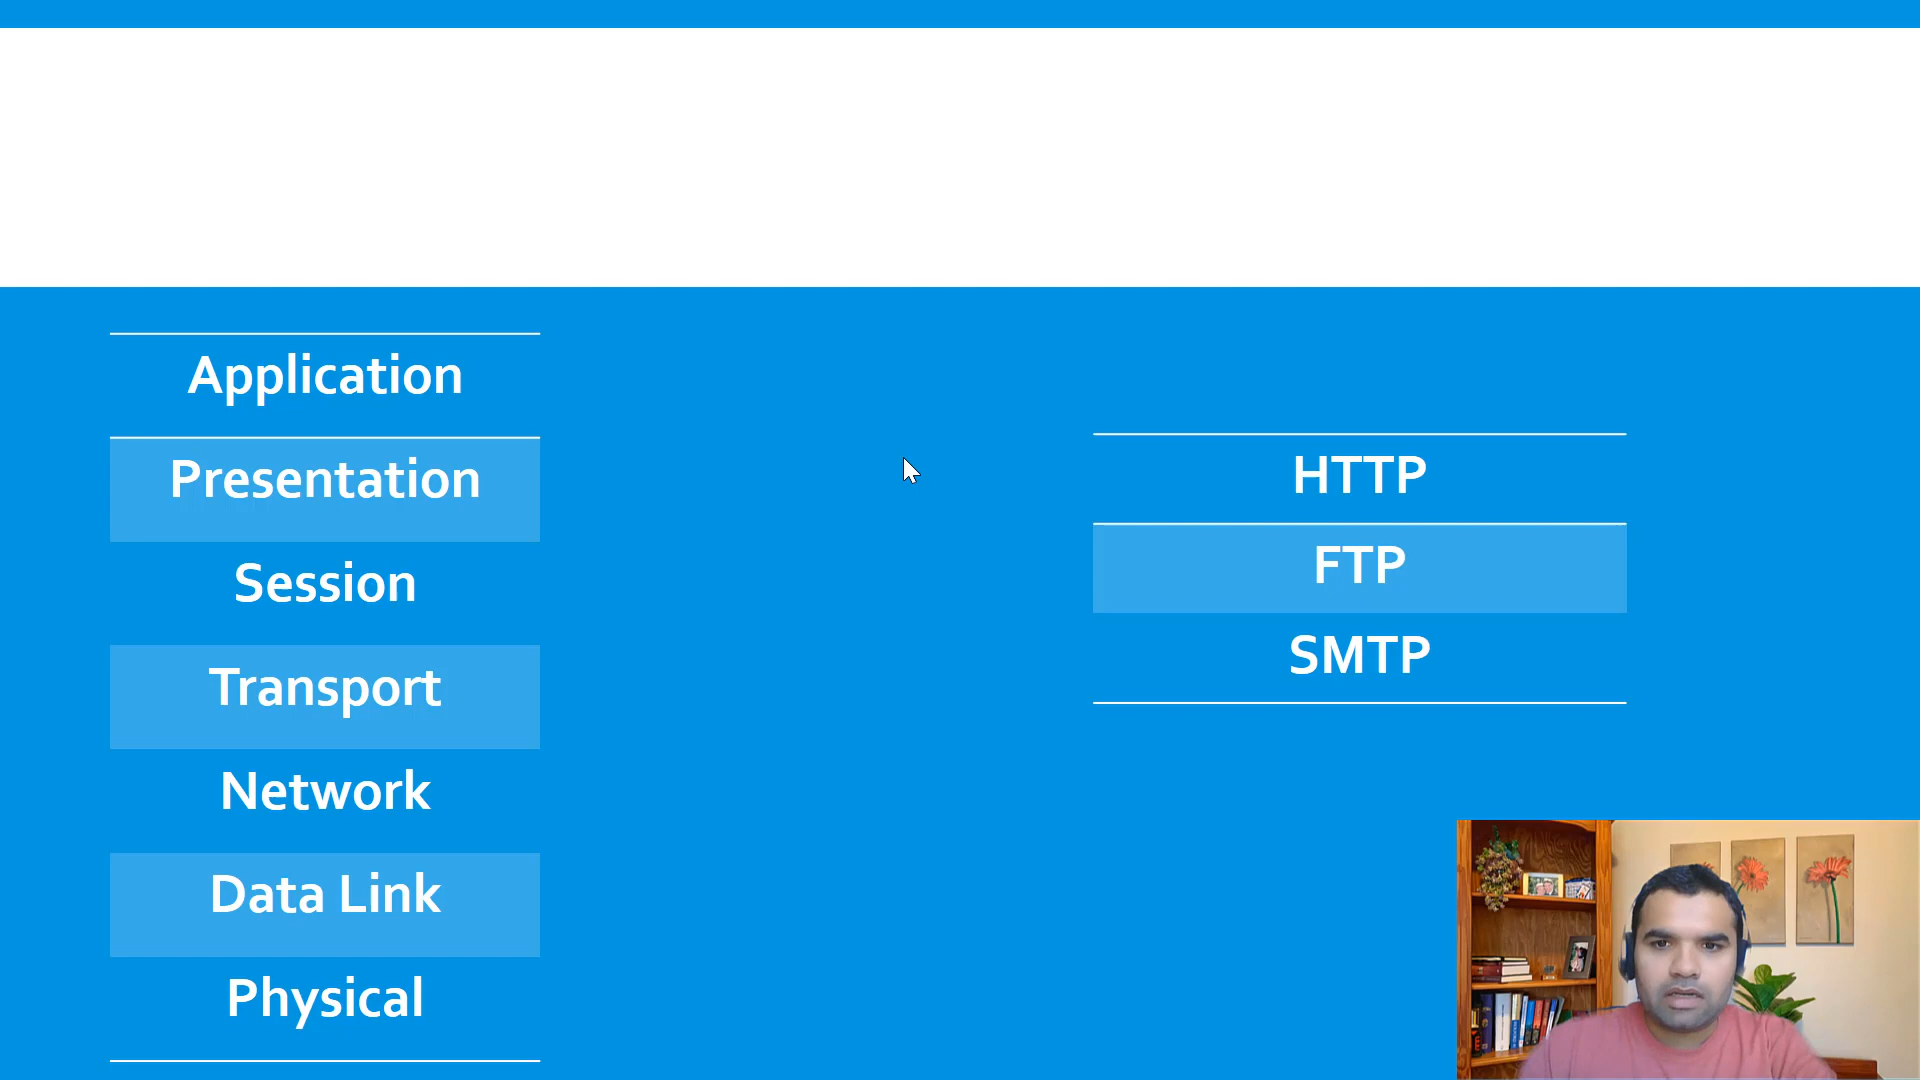 Application
Presentation
Session
Transport
Network
Data Link
Physical
HTTP
FTP
SMTP